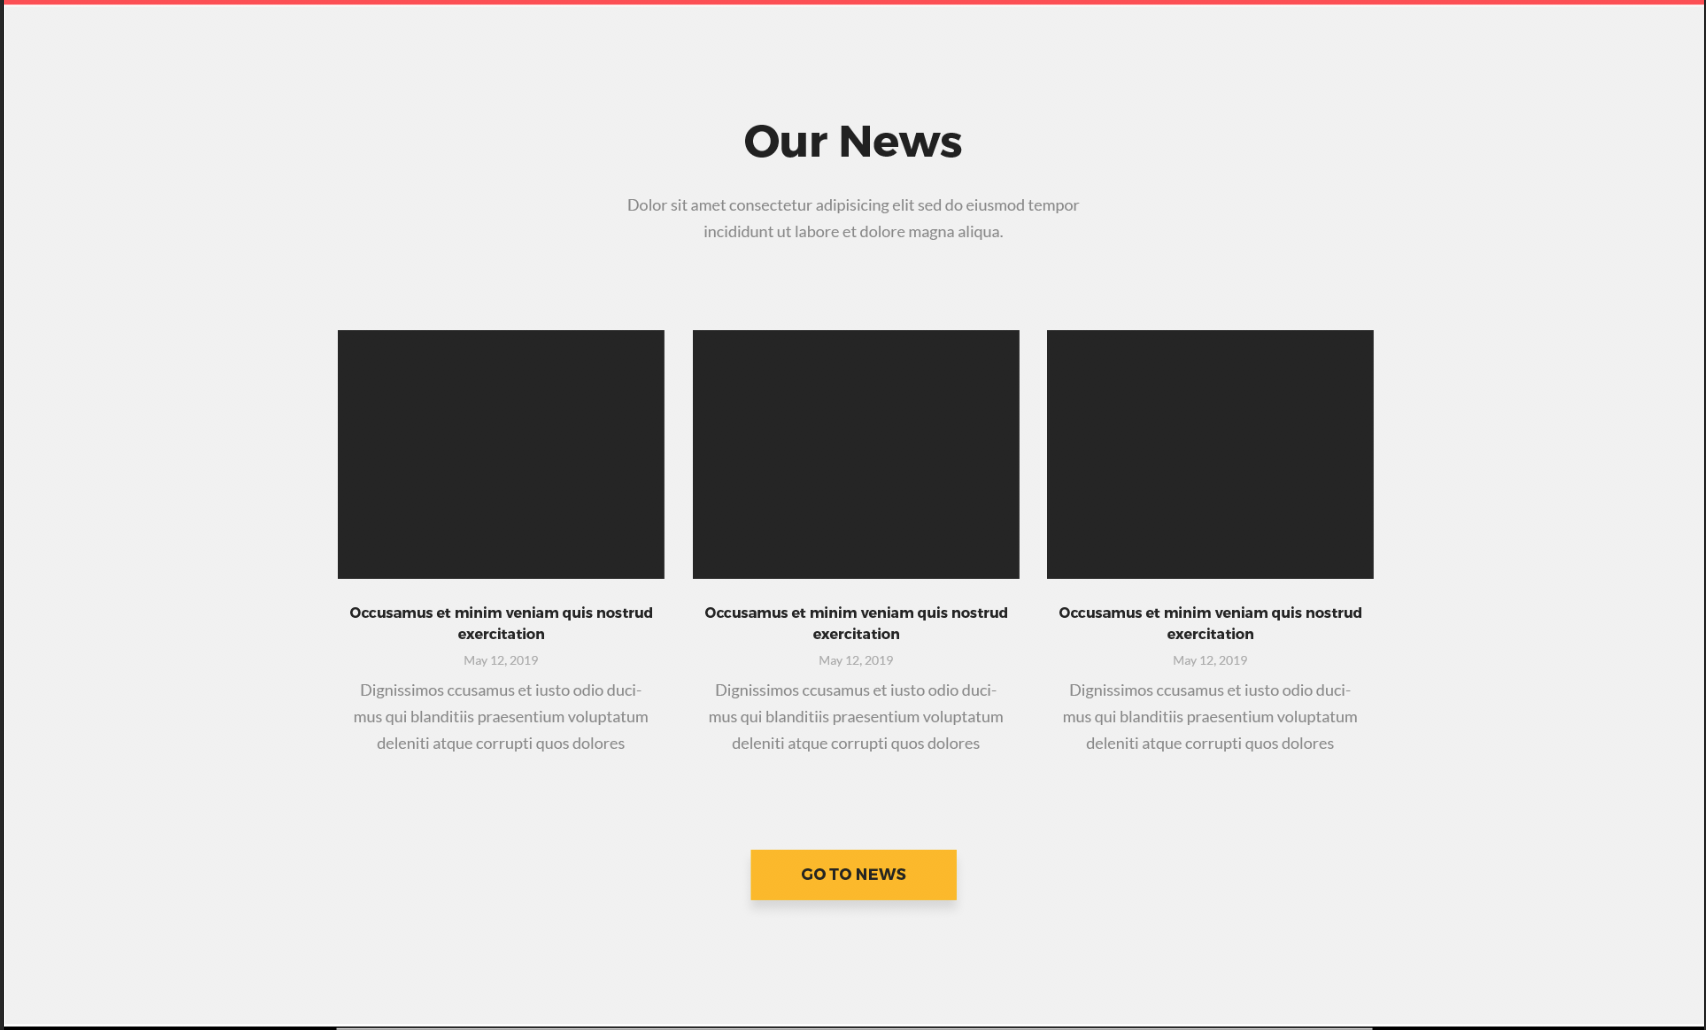 Our News
Dolor sit amet consectetur adipisicing elit sed do eiusmod tempor
incididunt ut labore et dolore magna aliqua.
Occusamus et minim veniam quis nostrud
exercitation
May 12, 2019
Dignissimos ccusamus et iusto odio duci-
mus qui blanditiis praesentium voluptatum
deleniti atque corrupti quos dolores
Occusamus et minim veniam quis nostrud
exercitation
May 12, 2019
Dignissimos ccusamus et iusto odio duci-
mus qui blanditiis praesentium voluptatum
deleniti atque corrupti quos dolores
Occusamus et minim veniam quis nostrud
exercitation
May 12, 2019
Dignissimos ccusamus et iusto odio duci-
mus qui blanditiis praesentium voluptatum
deleniti atque corrupti quos dolores
GO TO NEWS